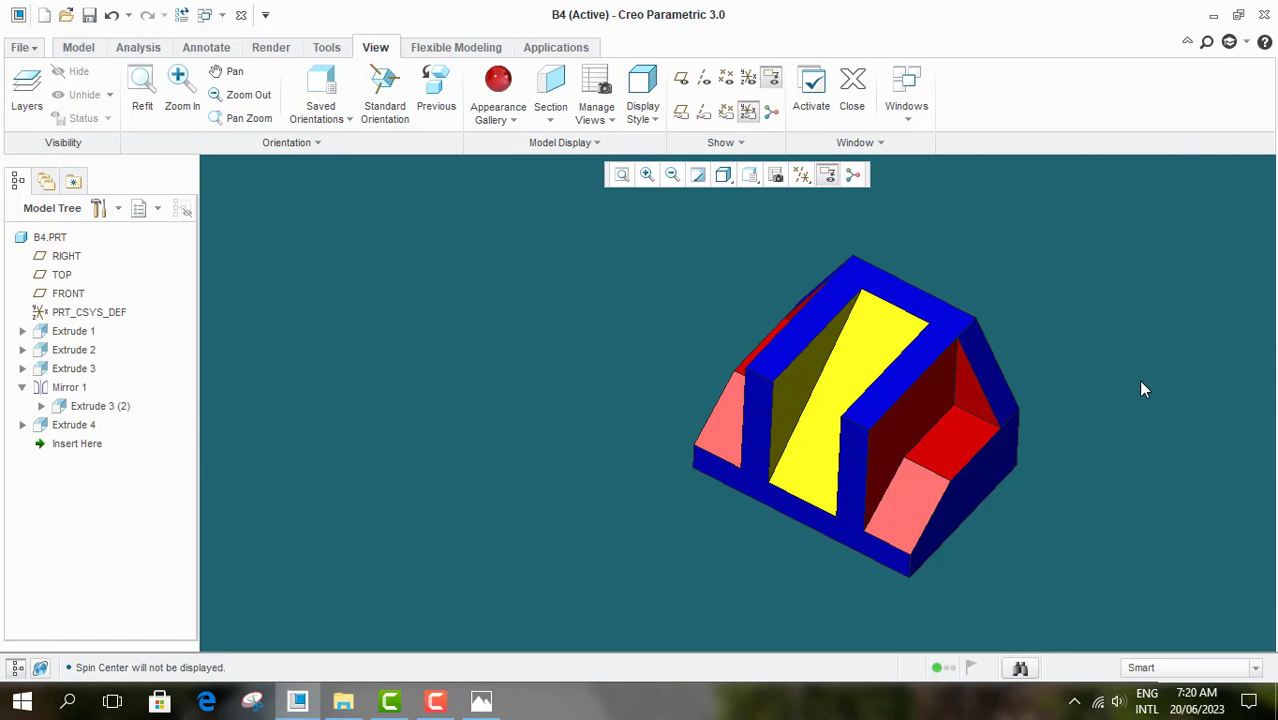 B4 (Active) - Creo Parametric 3.0
File Model Analysis Annotate Render Tools View Flexible Modeling Applications
Layers
Hide
Unhide
Status
Visibility
Refit
Zoom In
Pan
Zoom Out
Pan Zoom
Saved
Orientations
Standard
Orientation
Previous
Orientation
Appearance
Gallery
Section
Manage
Views
Display
Style
Model Display
Show
Activate
Close
Windows
Window
Model Tree
B4.PRT
RIGHT
TOP
FRONT
PRT_CSYS_DEF
Extrude 1
Extrude 2
Extrude 3
Mirror 1
Extrude 3 (2)
Extrude 4
Insert Here
• Spin Center will not be displayed.
Smart
ENG
INTL
7:20 AM
20/06/2023